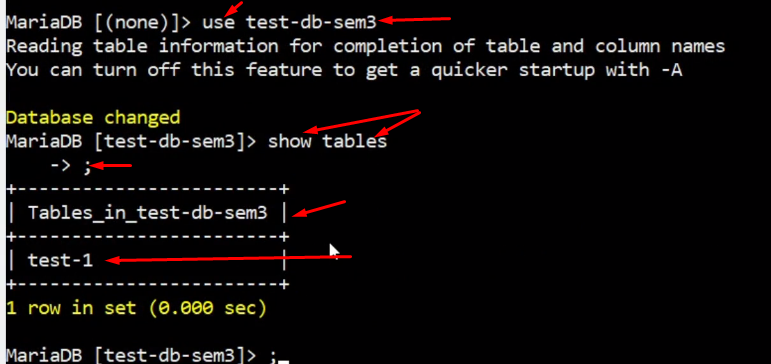 MariaDB [(none)]> use test-db-sem3
Reading table information for completion of table and column names
You can turn off this feature to get a quicker startup with -A
Database changed
MariaDB [test-db-sem3]> show tables
    -> ;
+------------------------+
| Tables_in_test-db-sem3 |
+------------------------+
| test-1                 |
+------------------------+
1 row in set (0.000 sec)
MariaDB [test-db-sem3]> ;_